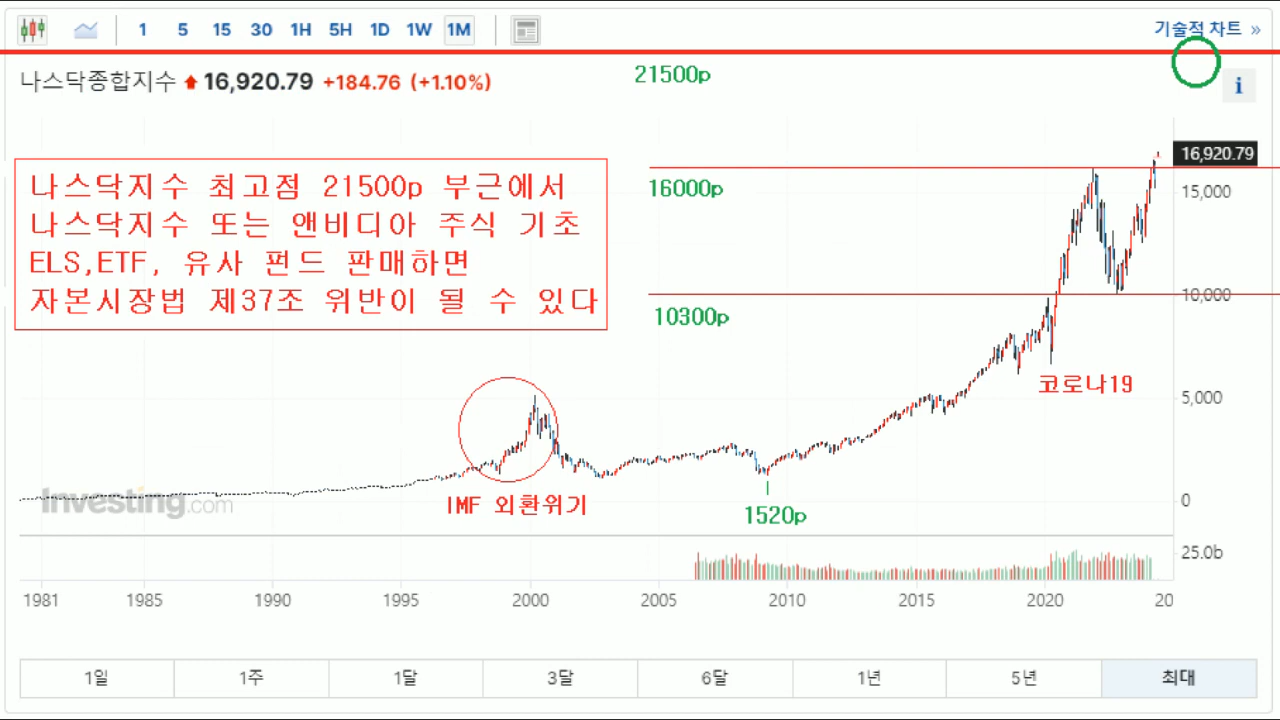 1 5 15 30 1H 5H 1D 1W 1M
기술적 차트 »
나스닥종합지수 16,920.79 +184.76 (+1.10%)
21500p
i
16,920.79
나스닥지수 최고점 21500p 부근에서
나스닥지수 또는 앤비디아 주식 기초
ELS,ETF, 유사 펀드 판매하면
자본시장법 제37조 위반이 될 수 있다
16000p
15,000
10,000
10300p
코로나19
5,000
IMF 외환위기
1520p
0
Investing.com
25.0b
1981 1985 1990 1995 2000 2005 2010 2015 2020 20
1일 1주 1달 3달 6달 1년 5년 최대